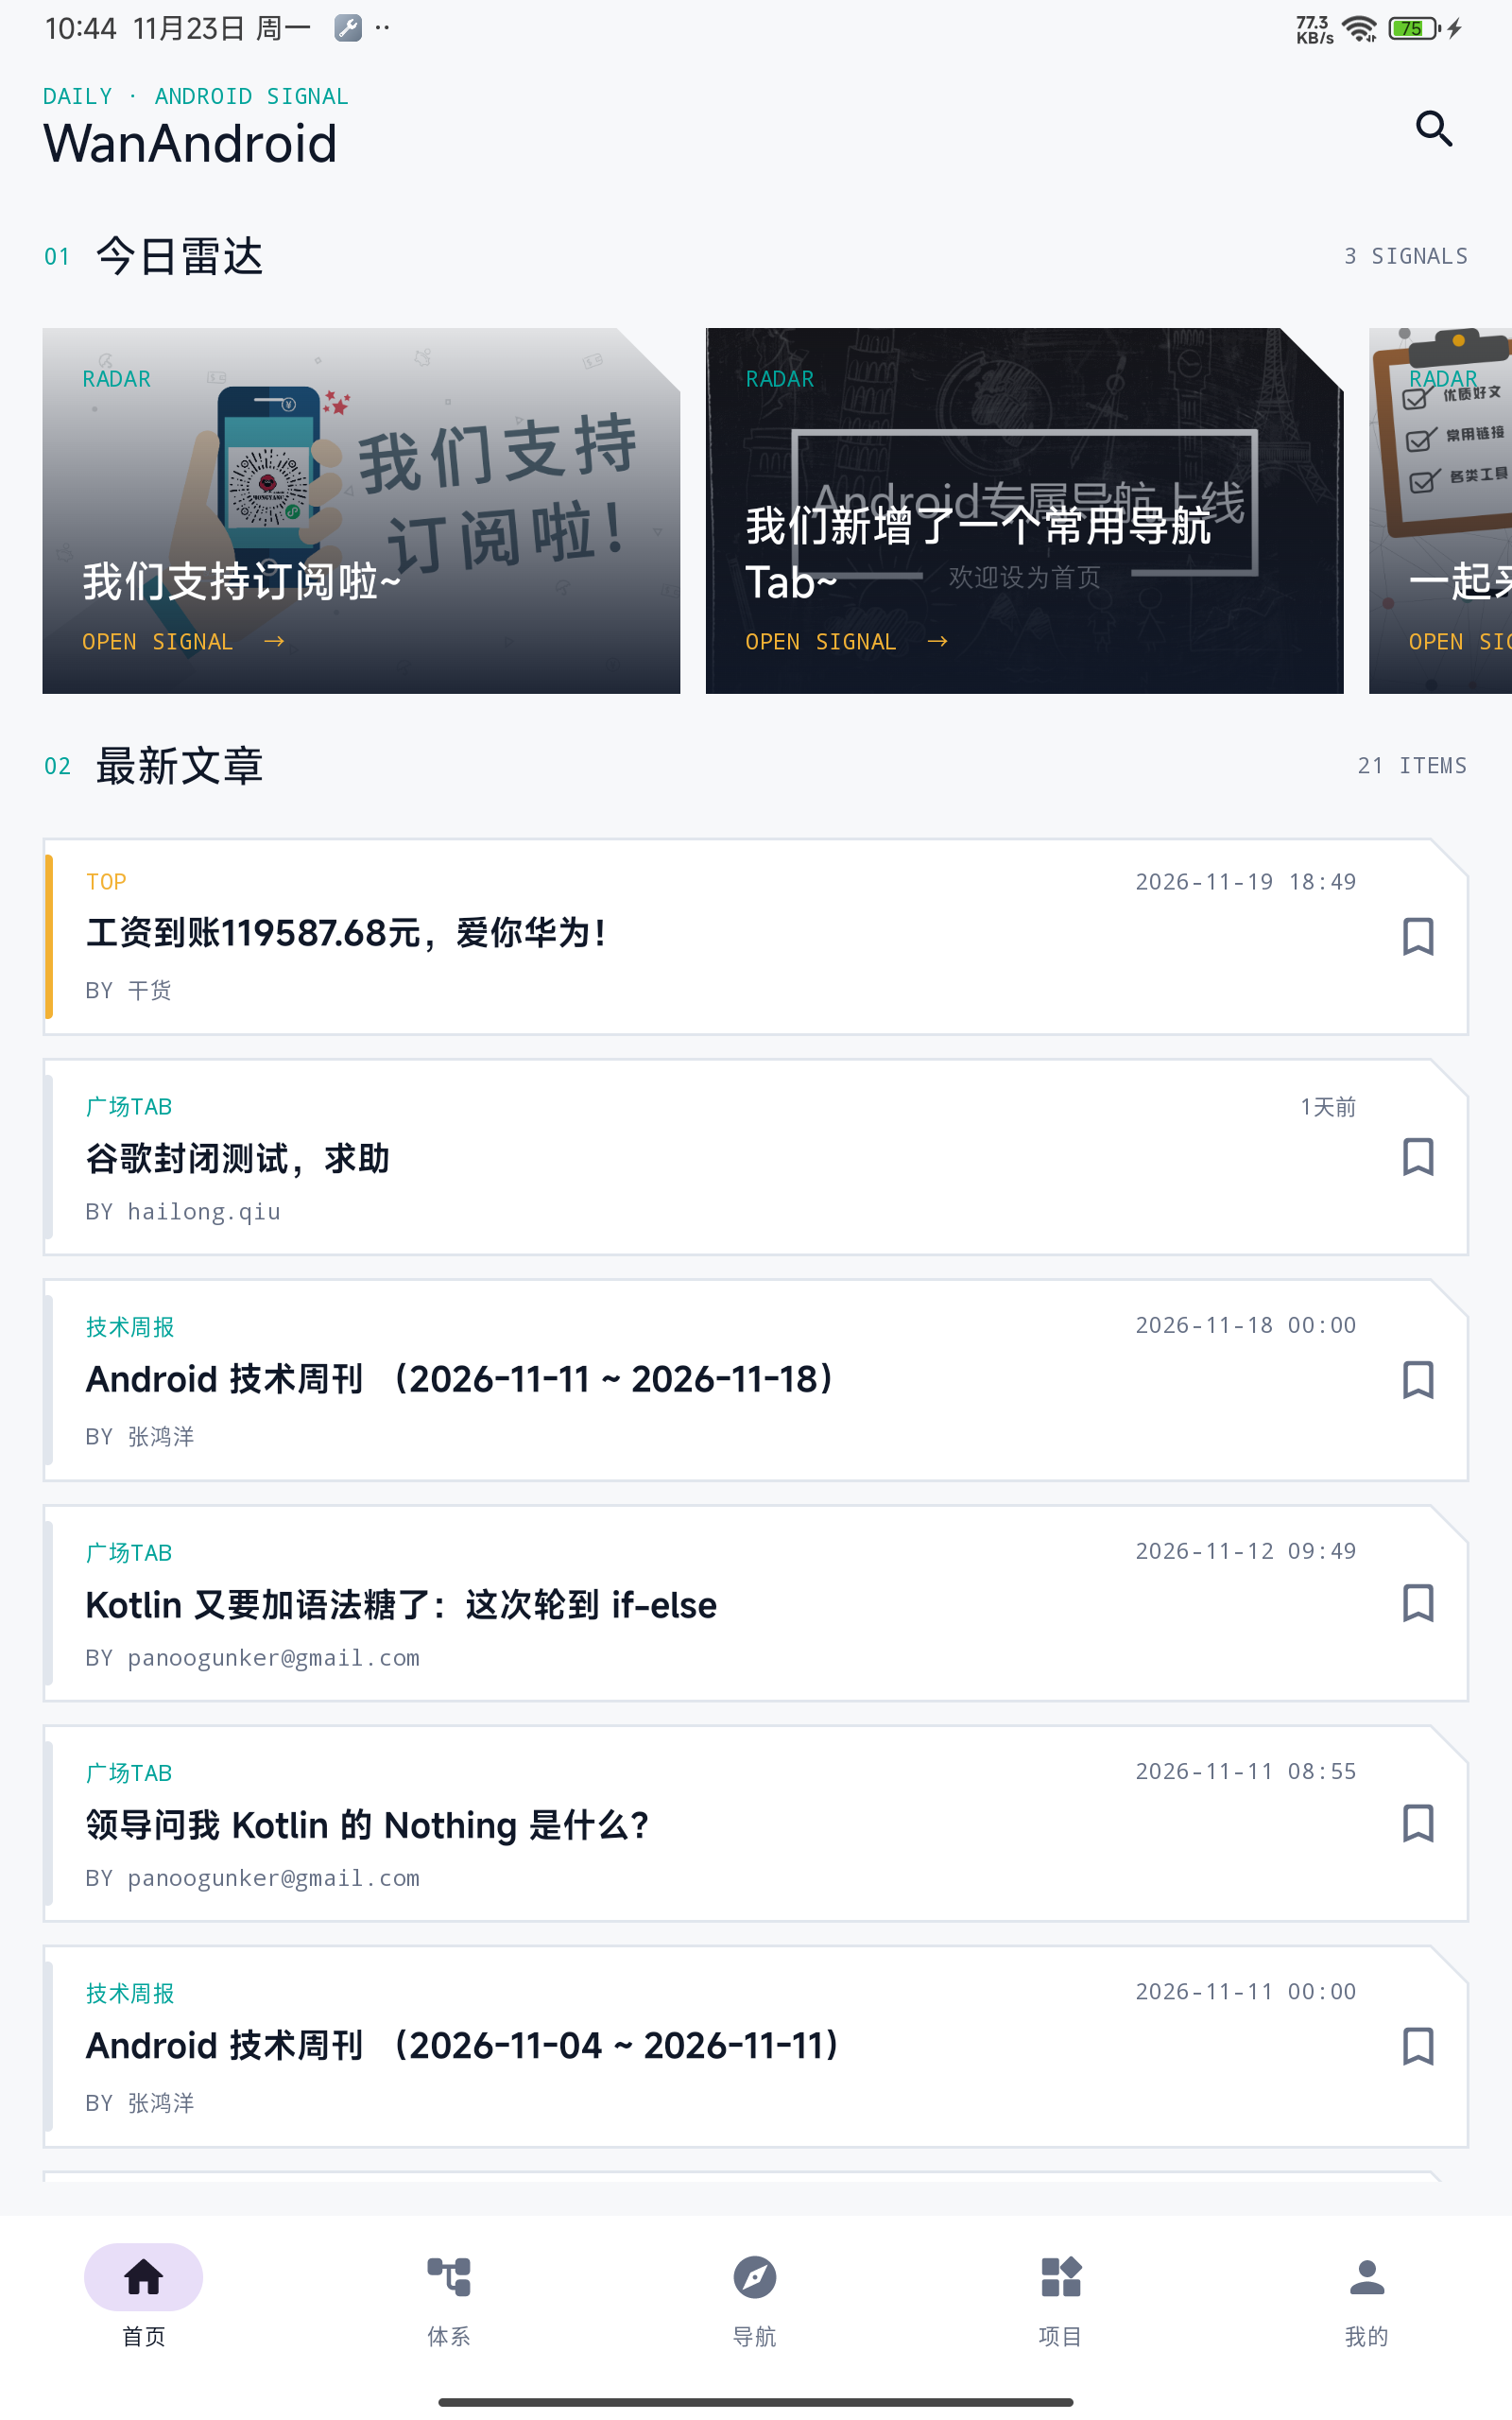 10:44 11月23日 周一
77.3
KB/s
75
DAILY · ANDROID SIGNAL
WanAndroid
01 今日雷达
3 SIGNALS
RADAR
我们支持
订阅啦!
我们支持订阅啦~
OPEN SIGNAL →
RADAR
Android专属导航上线
我们新增了一个常用导航
Tab~
欢迎设为首页
OPEN SIGNAL →
RADAR
优质好文
常用链接
各类工具
一起来
OPEN SIG
02 最新文章
21 ITEMS
TOP
2026-11-19 18:49
工资到账119587.68元，爱你华为！
BY 干货
广场TAB
1天前
谷歌封闭测试，求助
BY hailong.qiu
技术周报
2026-11-18 00:00
Android 技术周刊 （2026-11-11 ~ 2026-11-18）
BY 张鸿洋
广场TAB
2026-11-12 09:49
Kotlin 又要加语法糖了：这次轮到 if-else
BY panoogunker@gmail.com
广场TAB
2026-11-11 08:55
领导问我 Kotlin 的 Nothing 是什么？
BY panoogunker@gmail.com
技术周报
2026-11-11 00:00
Android 技术周刊 （2026-11-04 ~ 2026-11-11）
BY 张鸿洋
首页
体系
导航
项目
我的